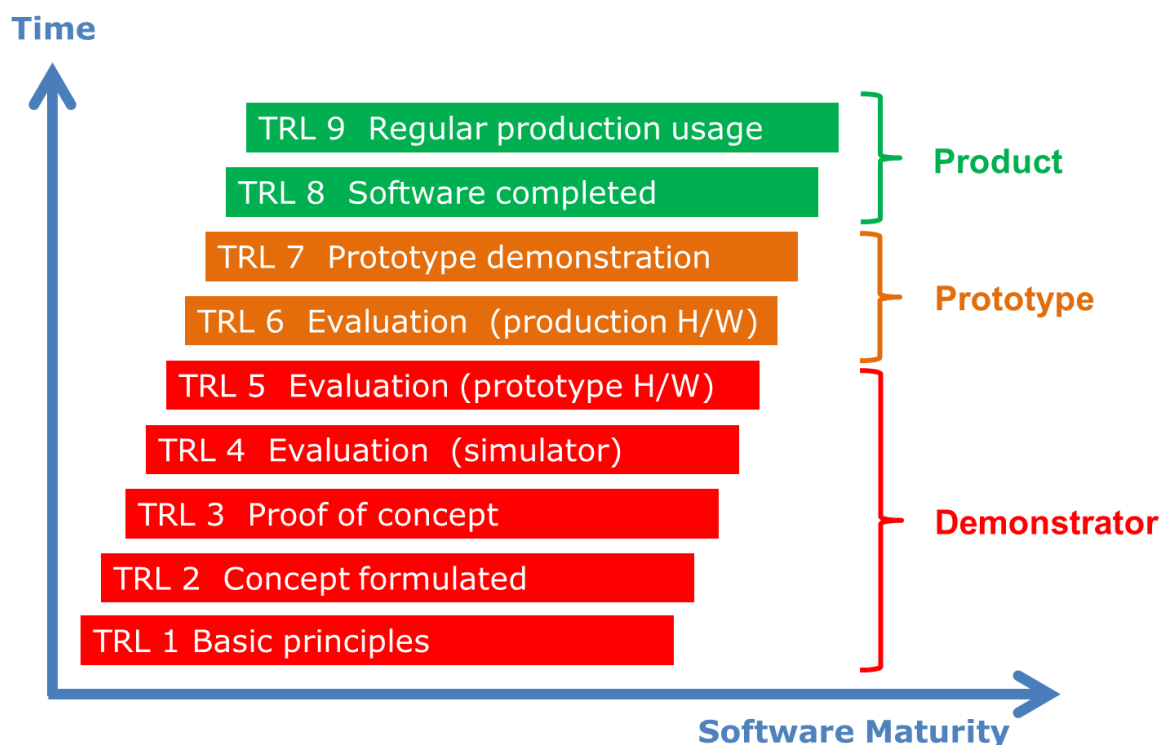 Time
TRL 9 Regular production usage
TRL 8 Software completed
Product
TRL 7 Prototype demonstration
TRL 6 Evaluation (production H/W)
Prototype
TRL 5 Evaluation (prototype H/W)
TRL 4 Evaluation (simulator)
TRL 3 Proof of concept
TRL 2 Concept formulated
TRL 1 Basic principles
Demonstrator
Software Maturity